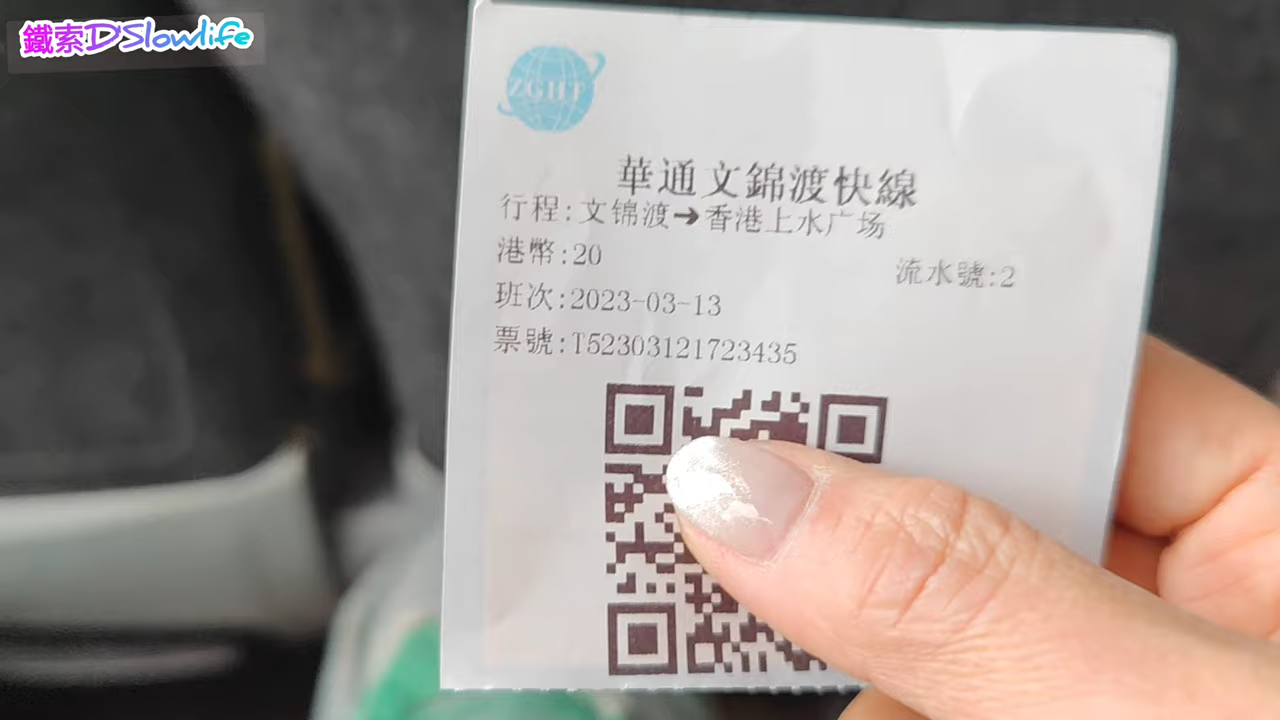 鐵索DSlowlife
ZGHT
華通文錦渡快線
行程:文锦渡➔香港上水广场
港幣:20
流水號:2
班次:2023-03-13
票號:T52303121723435